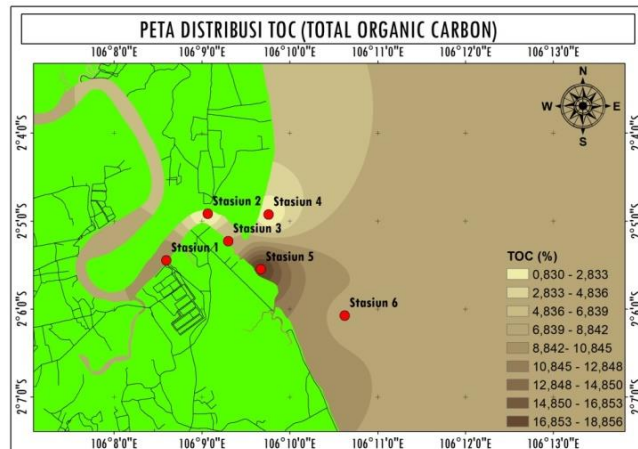 PETA DISTRIBUSI TOC (TOTAL ORGANIC CARBON)
106°8'0"E 106°9'0"E 106°10'0"E 106°11'0"E 106°12'0"E 106°13'0"E
N
W E
S
2°4'0"S 2°4'0"S
Stasiun 2 Stasiun 4
2°5'0"S 2°5'0"S
Stasiun 3
Stasiun 1
Stasiun 5
2°6'0"S 2°6'0"S
Stasiun 6
2°7'0"S 2°7'0"S
TOC (%)
0,830 - 2,833
2,833 - 4,836
4,836 - 6,839
6,839 - 8,842
8,842 - 10,845
10,845 - 12,848
12,848 - 14,850
14,850 - 16,853
16,853 - 18,856
106°8'0"E 106°9'0"E 106°10'0"E 106°11'0"E 106°12'0"E 106°13'0"E